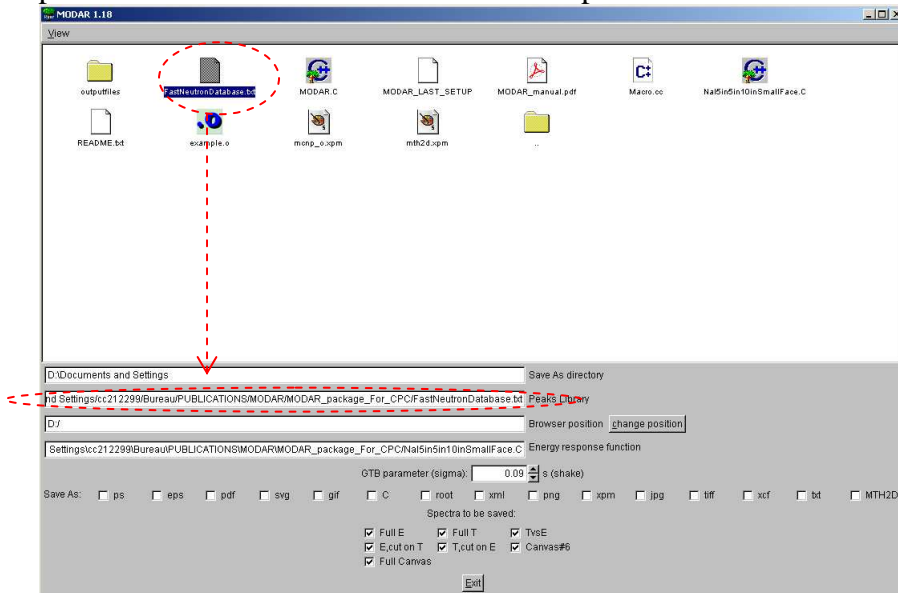 MODAR 1.18
View
outputfiles FastNeutronDatabase.txt MODAR.C MODAR_LAST_SETUP MODAR_manual.pdf Macro.cc NaI5in5in10inSmallFace.C
README.txt example.o mcnp_o.xpm mth2d.xpm ..
D:\Documents and Settings Save As directory
nd Settings/cc212299/Bureau/PUBLICATIONS/MODAR/MODAR_package_For_CPC/FastNeutronDatabase.txt Peaks Library
D:/ Browser position change position
Settings\cc212299\Bureau\PUBLICATIONS\MODAR\MODAR_package_For_CPC/NaI5in5in10inSmallFace.C Energy response function
GTB parameter (sigma): 0.09 s (shake)
Save As: ps eps pdf svg gif C root xml png xpm jpg tiff xcf txt MTH2D
Spectra to be saved:
Full E Full T TvsE
E,cut on T T,cut on E Canvas#6
Full Canvas
Exit